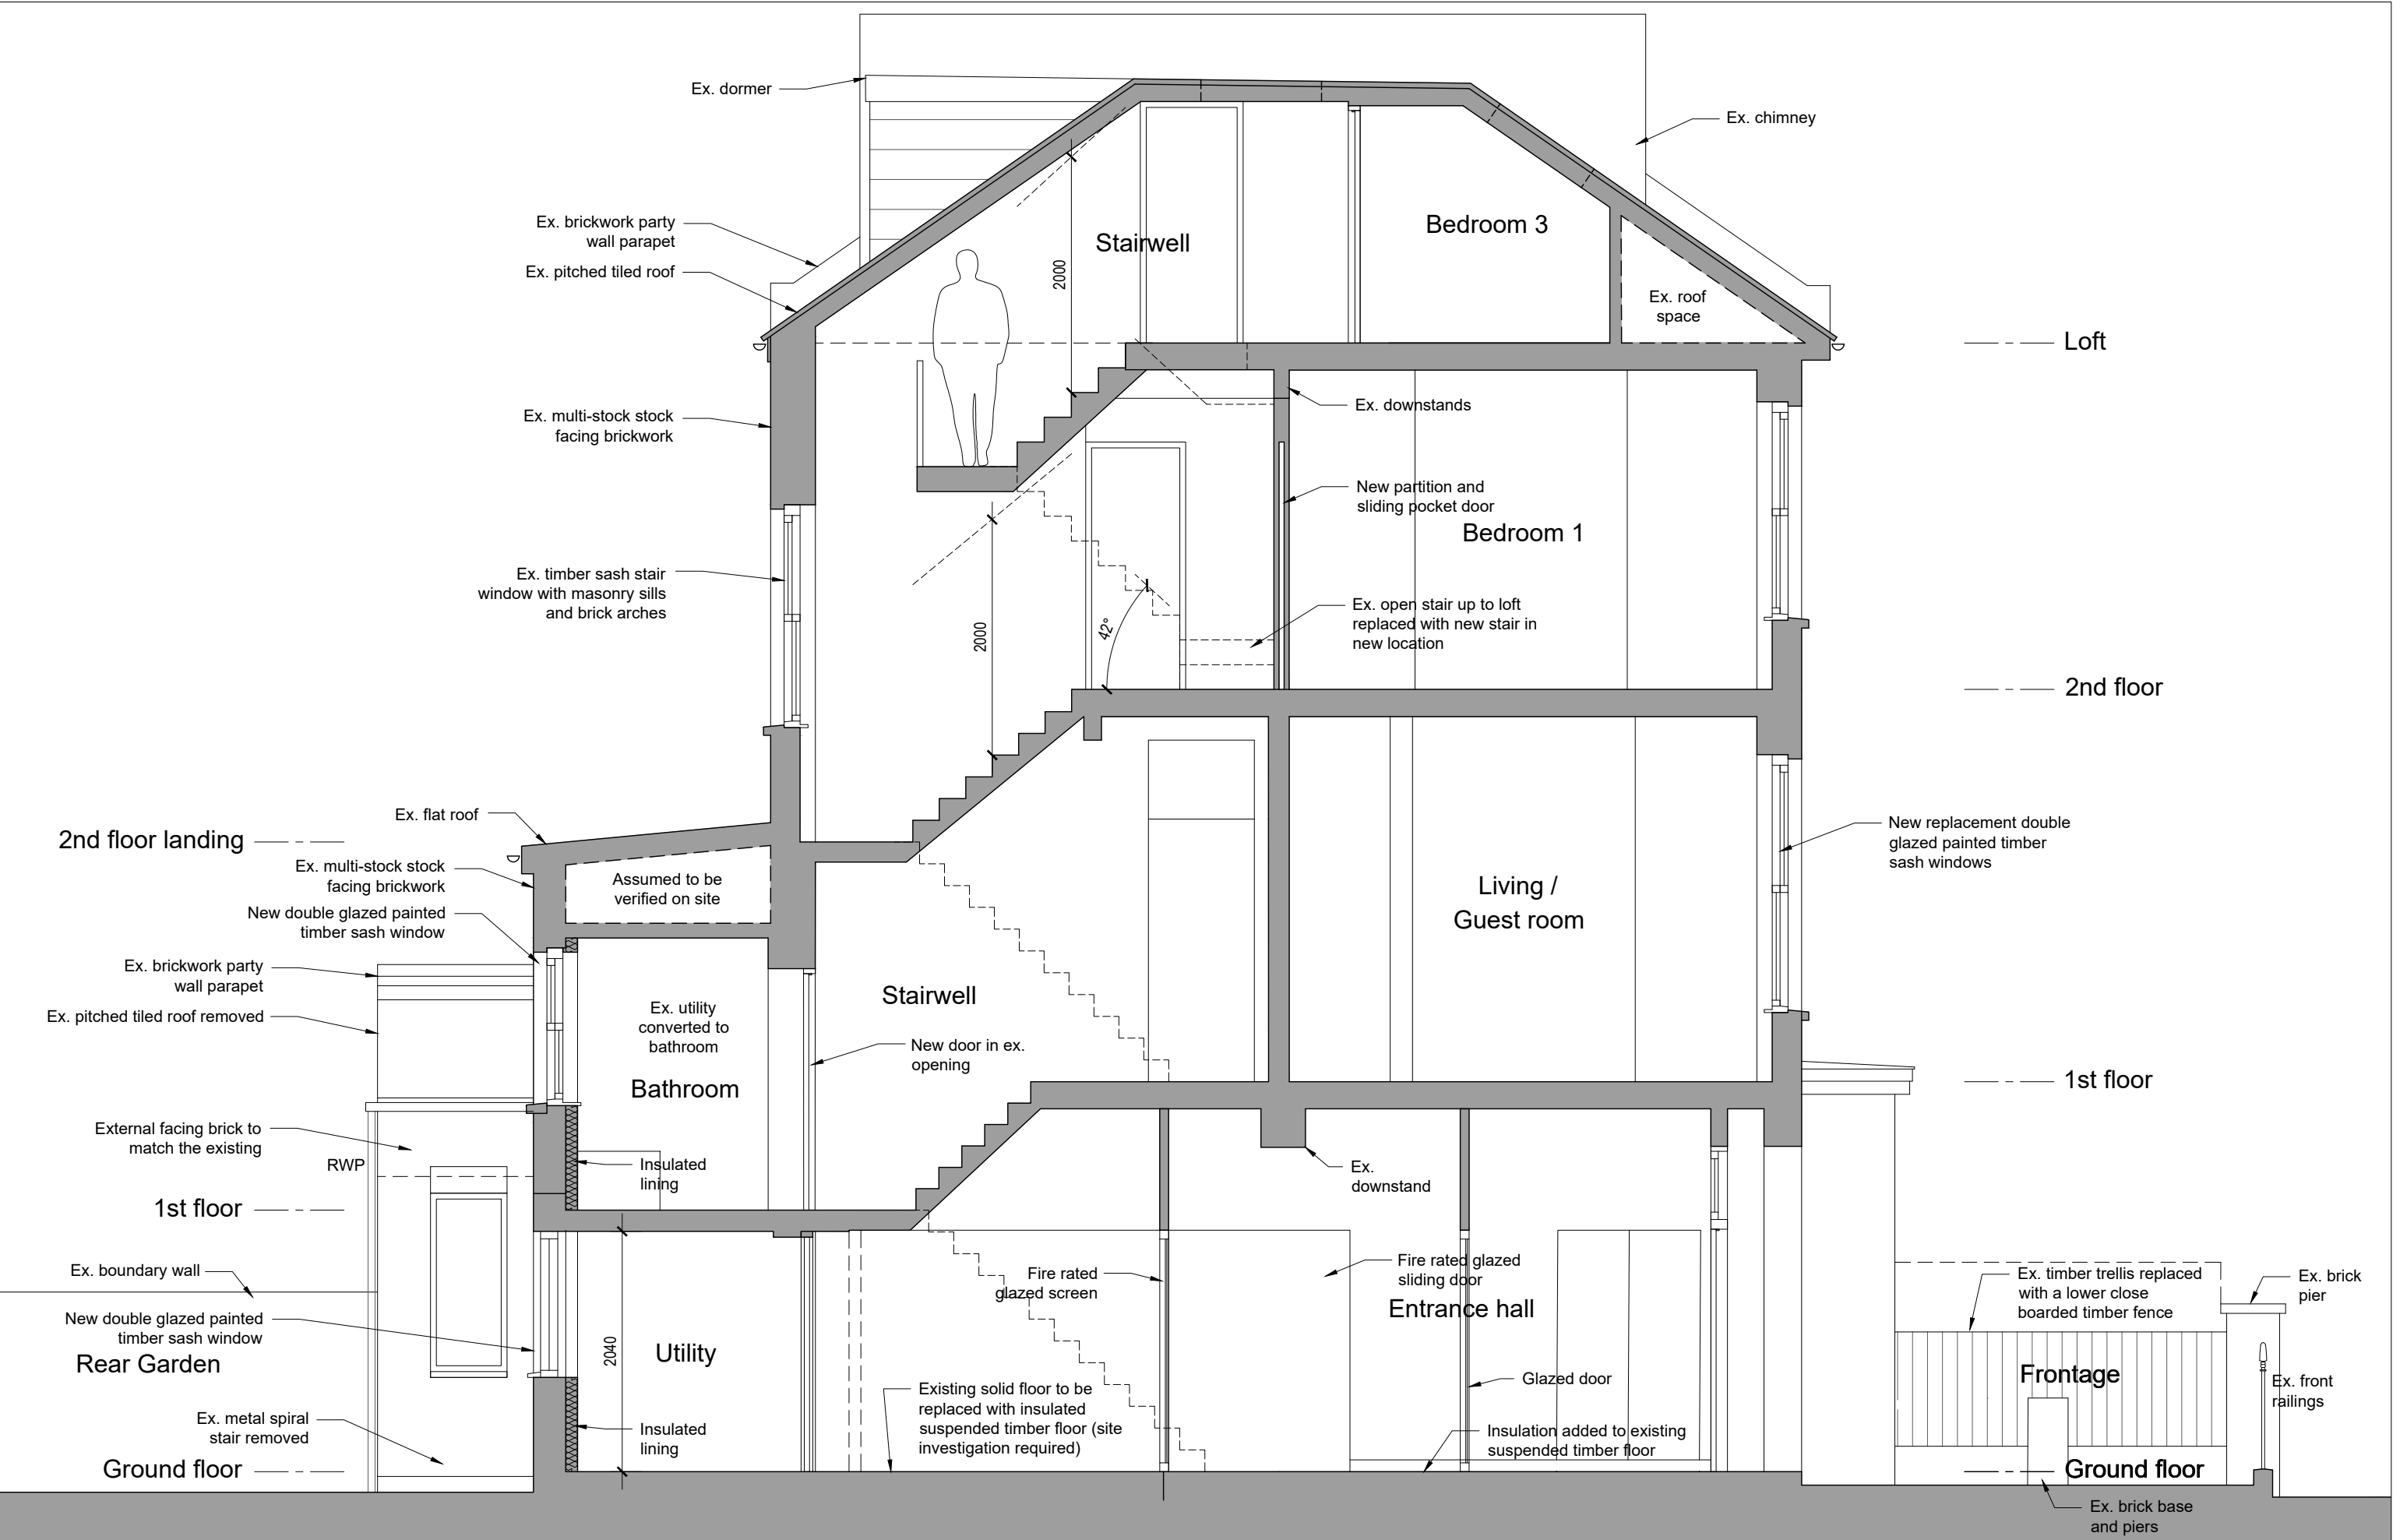 Ex. dormer
Ex. chimney
Ex. brickwork party
wall parapet
Ex. pitched tiled roof
Stairwell
2000
Bedroom 3
Ex. roof
space
Loft
Ex. multi-stock stock
facing brickwork
Ex. downstands
New partition and
sliding pocket door
Bedroom 1
Ex. timber sash stair
window with masonry sills
and brick arches
2000
42°
Ex. open stair up to loft
replaced with new stair in
new location
2nd floor
Ex. flat roof
2nd floor landing
Ex. multi-stock stock
facing brickwork
Assumed to be
verified on site
New double glazed painted
timber sash window
New replacement double
glazed painted timber
sash windows
Living /
Guest room
Ex. brickwork party
wall parapet
Ex. pitched tiled roof removed
Ex. utility
converted to
bathroom
Bathroom
Stairwell
New door in ex.
opening
1st floor
External facing brick to
match the existing
RWP
Insulated
lining
Ex.
downstand
1st floor
Ex. boundary wall
New double glazed painted
timber sash window
Rear Garden
2040
Utility
Fire rated
glazed screen
Fire rated glazed
sliding door
Entrance hall
Ex. timber trellis replaced
with a lower close
boarded timber fence
Ex. brick
pier
Glazed door
Frontage
Ex. front
railings
Ex. metal spiral
stair removed
Insulated
lining
Existing solid floor to be
replaced with insulated
suspended timber floor (site
investigation required)
Insulation added to existing
suspended timber floor
Ground floor
Ground floor
Ex. brick base
and piers